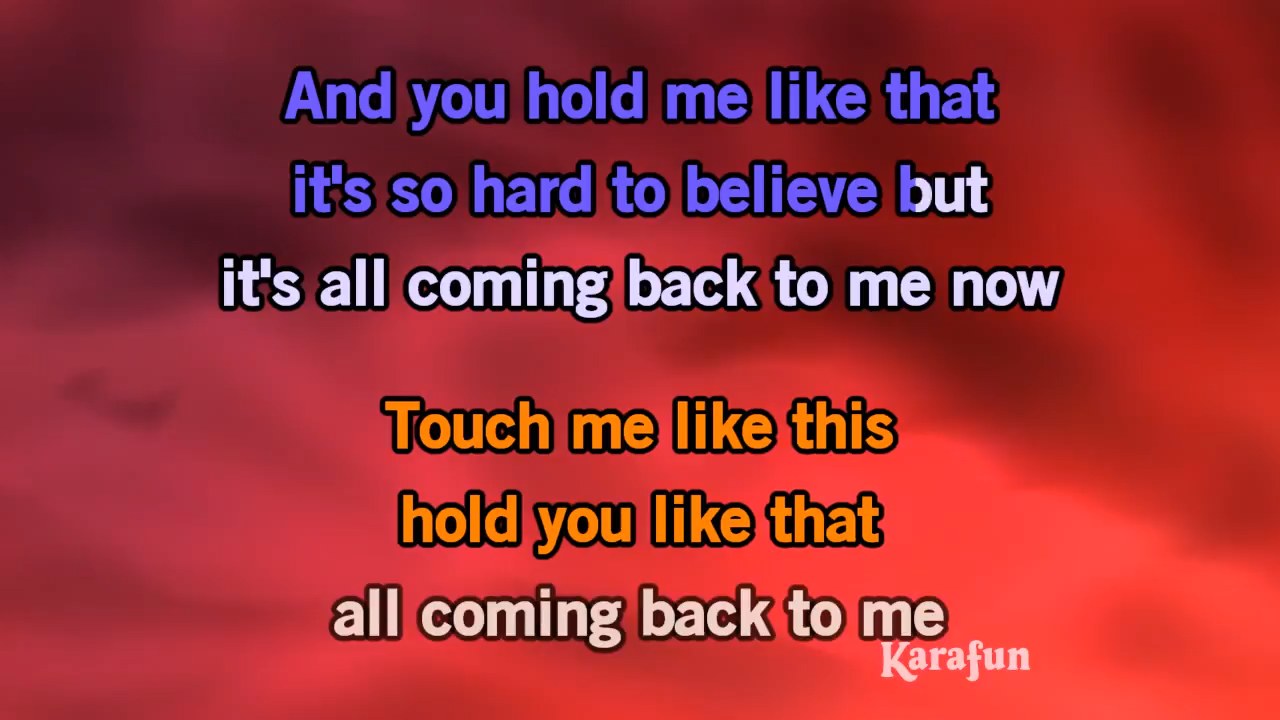 And you hold me like that
it's so hard to believe but
it's all coming back to me now
Touch me like this
hold you like that
all coming back to me
Karafun